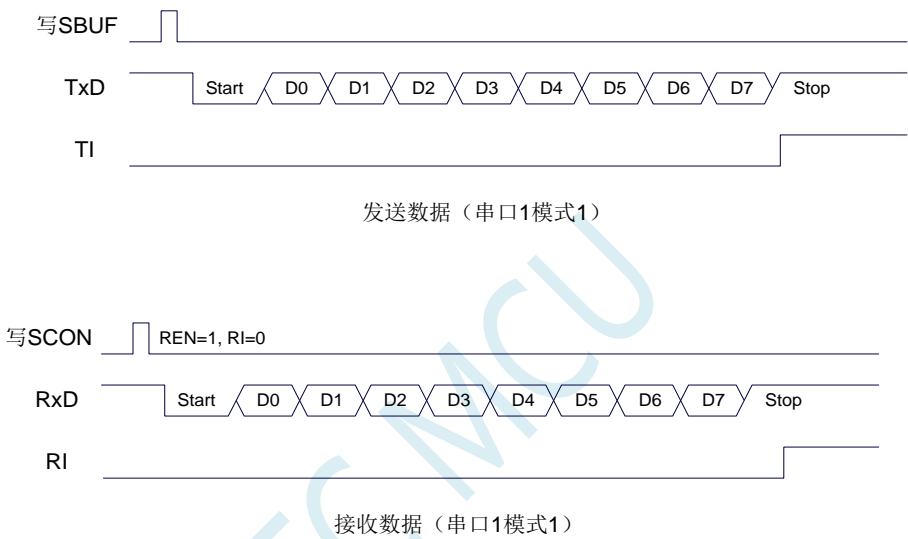 写SBUF
TxD Start D0 D1 D2 D3 D4 D5 D6 D7 Stop
TI
发送数据（串口1模式1）
写SCON REN=1, RI=0
RxD Start D0 D1 D2 D3 D4 D5 D6 D7 Stop
RI
接收数据（串口1模式1）
MCU